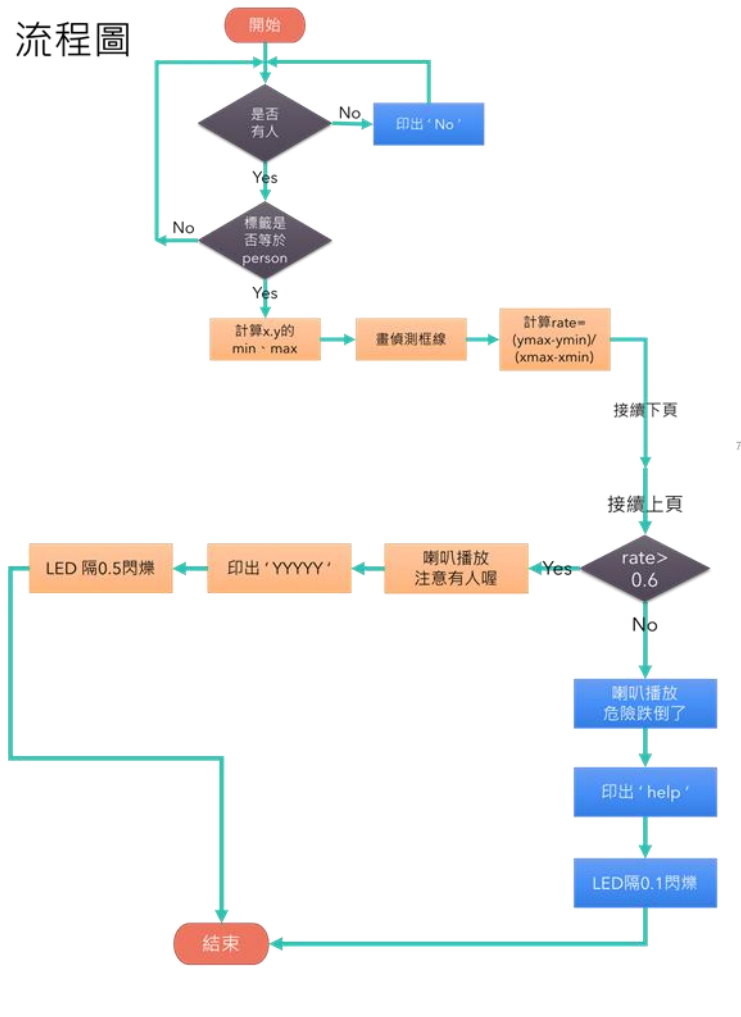 流程圖
開始
是否
有人
No
印出 ‘ No ’
Yes
標籤是
否等於
person
No
Yes
計算x.y的
min、max
畫偵測框線
計算rate=
(ymax-ymin)/
(xmax-xmin)
接續下頁
7
接續上頁
rate>
0.6
Yes
喇叭播放
注意有人喔
印出 ‘ YYYYY ‘
LED 隔0.5閃爍
No
喇叭播放
危險跌倒了
印出 ‘ help ‘
LED隔0.1閃爍
結束